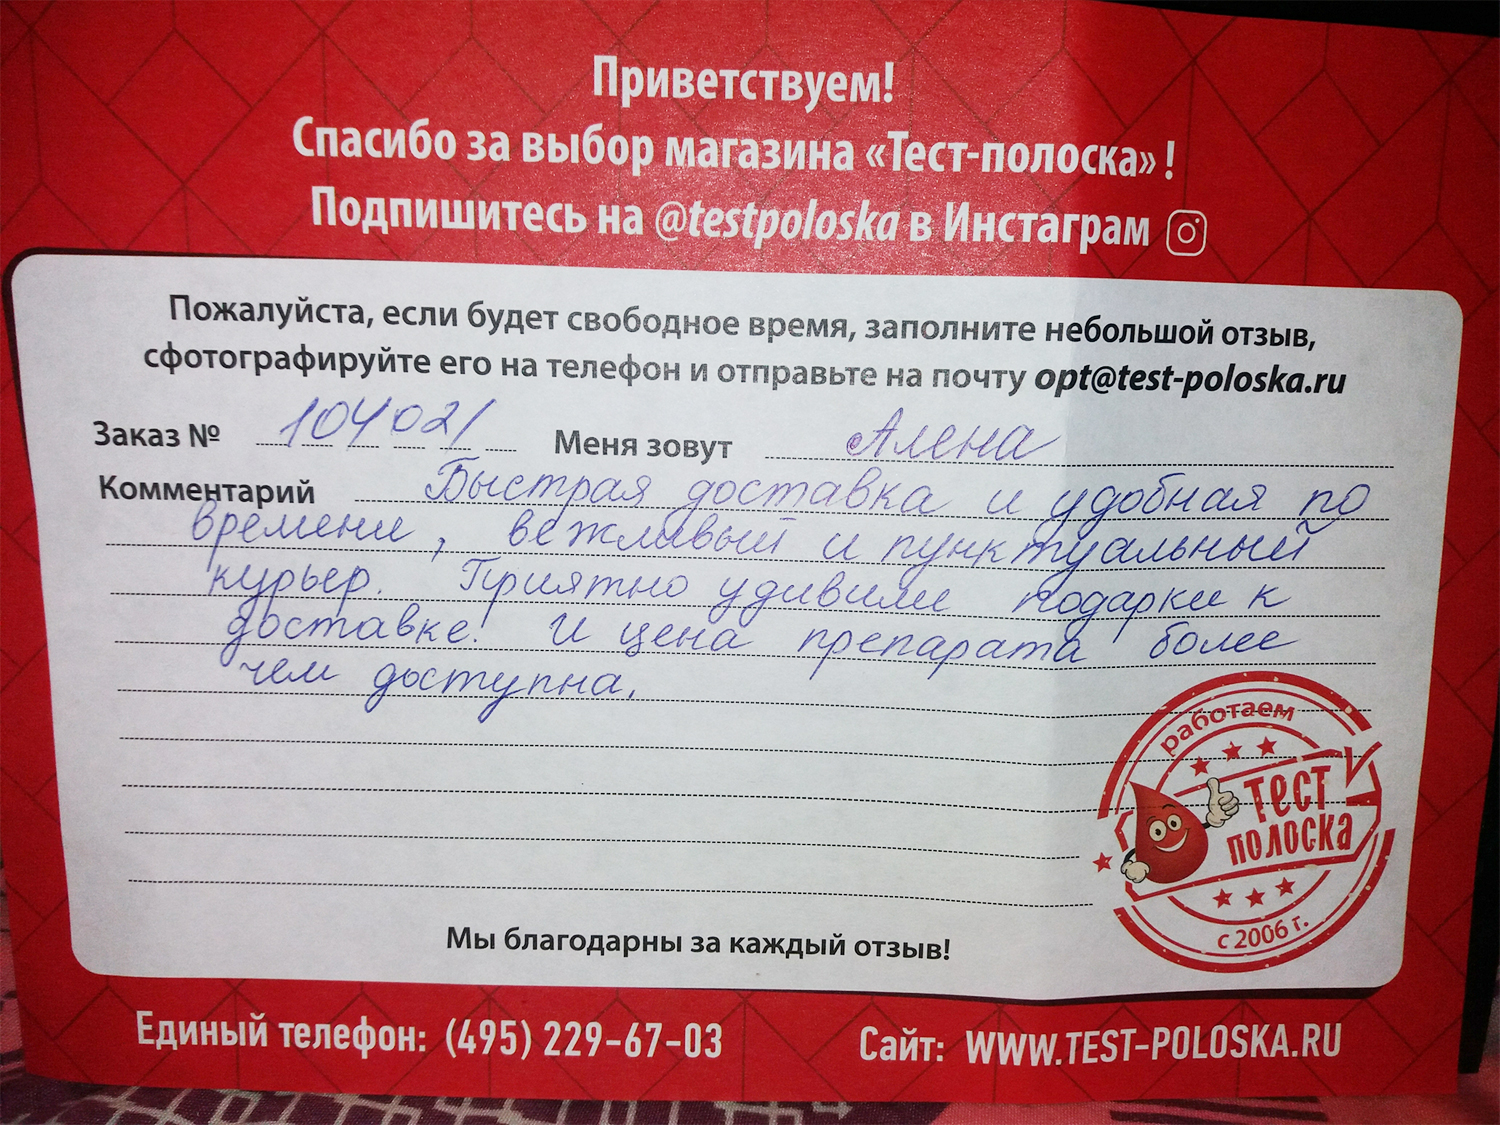 Приветствуем!
Спасибо за выбор магазина «Тест-полоска» !
Подпишитесь на @testpoloska в Инстаграм
Пожалуйста, если будет свободное время, заполните небольшой отзыв,
сфотографируйте его на телефон и отправьте на почту opt@test-poloska.ru
Заказ № 104021 Меня зовут Алена
Комментарий Быстрая доставка и удобная по
времени, вежливый и пунктуальный
курьер. Приятно удивили подарки к
доставке. И цена препарата более
чем доступна.
работаем
ТЕСТ
ПОЛОСКА
с 2006 г.
Мы благодарны за каждый отзыв!
Единый телефон: (495) 229-67-03 Сайт: WWW.TEST-POLOSKA.RU